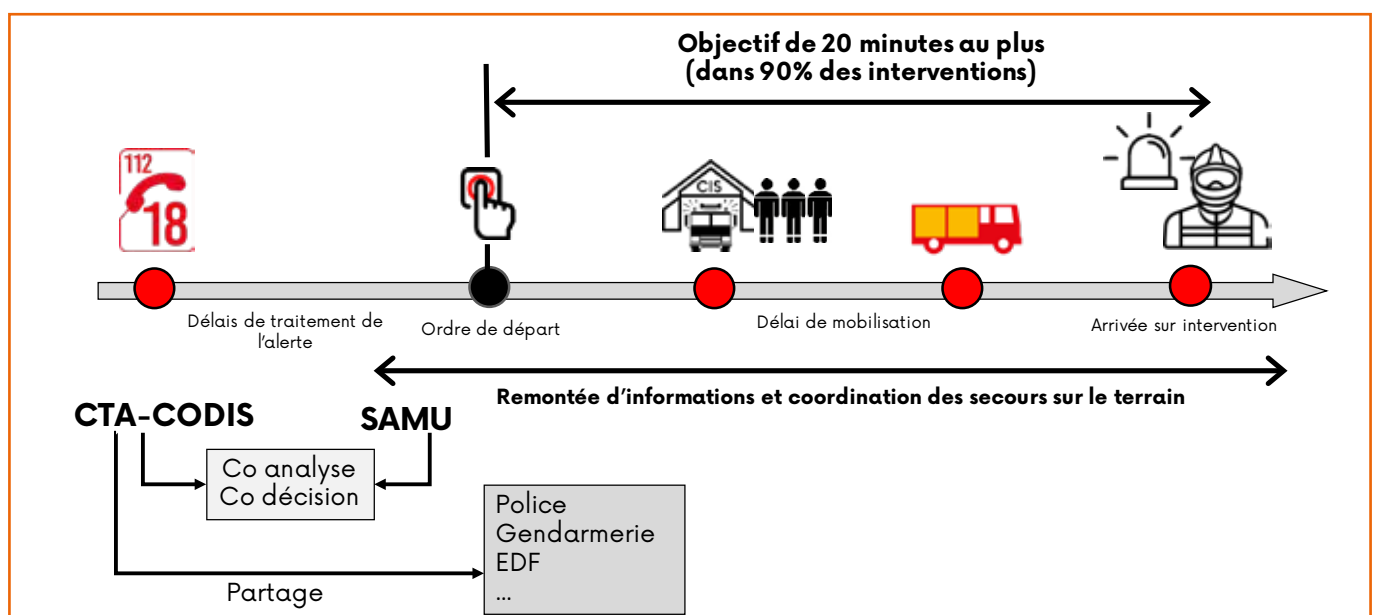 Objectif de 20 minutes au plus
(dans 90% des interventions)
112
18
CIS
Délais de traitement de
l'alerte
Ordre de départ
Délai de mobilisation
Arrivée sur intervention
Remontée d'informations et coordination des secours sur le terrain
CTA-CODIS
SAMU
Co analyse
Co décision
Police
Gendarmerie
EDF
...
Partage